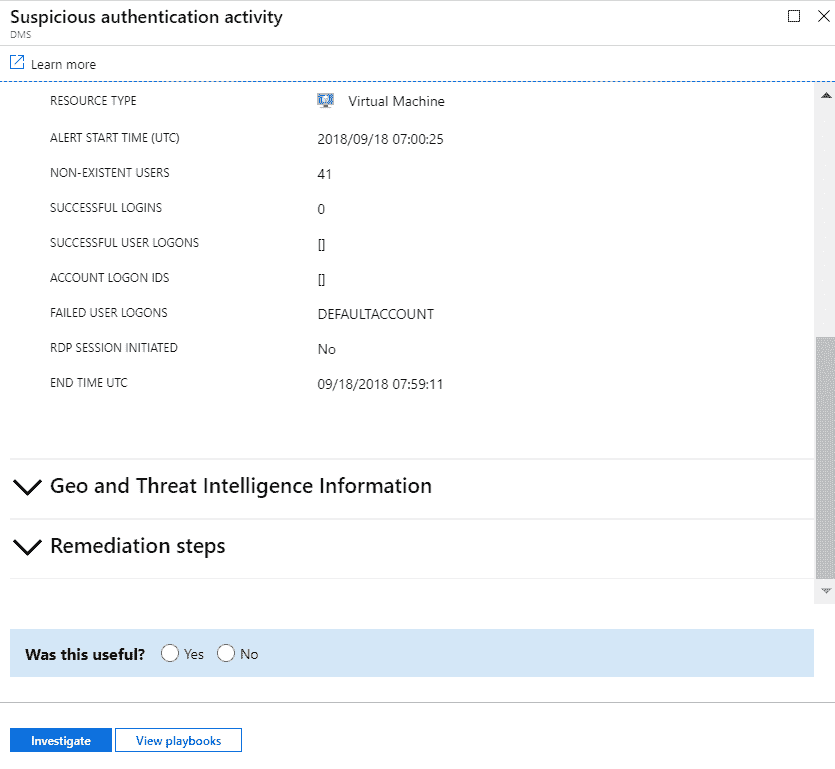 Suspicious authentication activity
DMS
Learn more
RESOURCE TYPE Virtual Machine
ALERT START TIME (UTC) 2018/09/18 07:00:25
NON-EXISTENT USERS 41
SUCCESSFUL LOGINS 0
SUCCESSFUL USER LOGONS []
ACCOUNT LOGON IDS []
FAILED USER LOGONS DEFAULTACCOUNT
RDP SESSION INITIATED No
END TIME UTC 09/18/2018 07:59:11
Geo and Threat Intelligence Information
Remediation steps
Was this useful? Yes No
Investigate View playbooks